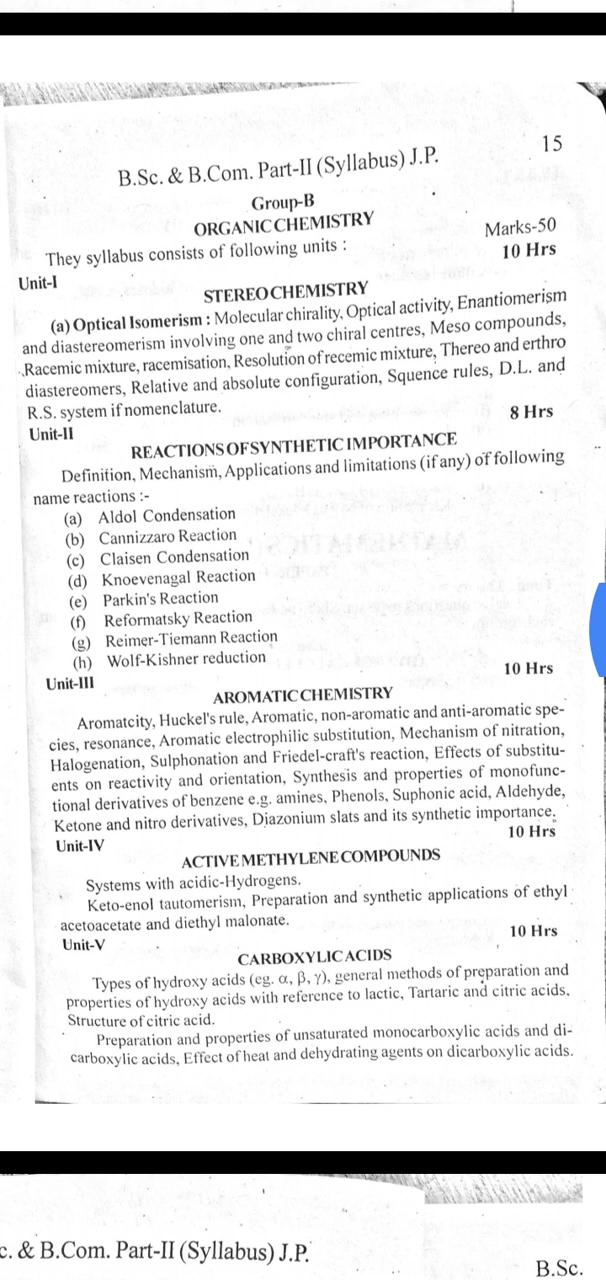 15
B.Sc. & B.Com. Part-II (Syllabus) J.P.
Group-B
ORGANIC CHEMISTRY
Marks-50
They syllabus consists of following units :
10 Hrs
Unit-I
STEREOCHEMISTRY
(a) Optical Isomerism : Molecular chirality, Optical activity, Enantiomerism
and diastereomerism involving one and two chiral centres, Meso compounds,
Racemic mixture, racemisation, Resolution of recemic mixture, Thereo and erthro
diastereomers, Relative and absolute configuration, Squence rules, D.L. and
R.S. system if nomenclature.
8 Hrs
Unit-II
REACTIONS OF SYNTHETIC IMPORTANCE
Definition, Mechanism, Applications and limitations (if any) of following
name reactions :-
(a) Aldol Condensation
(b) Cannizzaro Reaction
(c) Claisen Condensation
(d) Knoevenagal Reaction
(e) Parkin's Reaction
(f) Reformatsky Reaction
(g) Reimer-Tiemann Reaction
(h) Wolf-Kishner reduction
Unit-III
10 Hrs
AROMATIC CHEMISTRY
Aromatcity, Huckel's rule, Aromatic, non-aromatic and anti-aromatic spe-
cies, resonance, Aromatic electrophilic substitution, Mechanism of nitration,
Halogenation, Sulphonation and Friedel-craft's reaction, Effects of substitu-
ents on reactivity and orientation, Synthesis and properties of monofunc-
tional derivatives of benzene e.g. amines, Phenols, Suphonic acid, Aldehyde,
Ketone and nitro derivatives, Diazonium slats and its synthetic importance.
Unit-IV
10 Hrs
ACTIVE METHYLENE COMPOUNDS
Systems with acidic-Hydrogens.
Keto-enol tautomerism, Preparation and synthetic applications of ethyl
acetoacetate and diethyl malonate.
Unit-V
10 Hrs
CARBOXYLIC ACIDS
Types of hydroxy acids (eg. α, β, γ), general methods of preparation and
properties of hydroxy acids with reference to lactic, Tartaric and citric acids,
Structure of citric acid.
Preparation and properties of unsaturated monocarboxylic acids and di-
carboxylic acids, Effect of heat and dehydrating agents on dicarboxylic acids.
c. & B.Com. Part-II (Syllabus) J.P.
B.Sc.